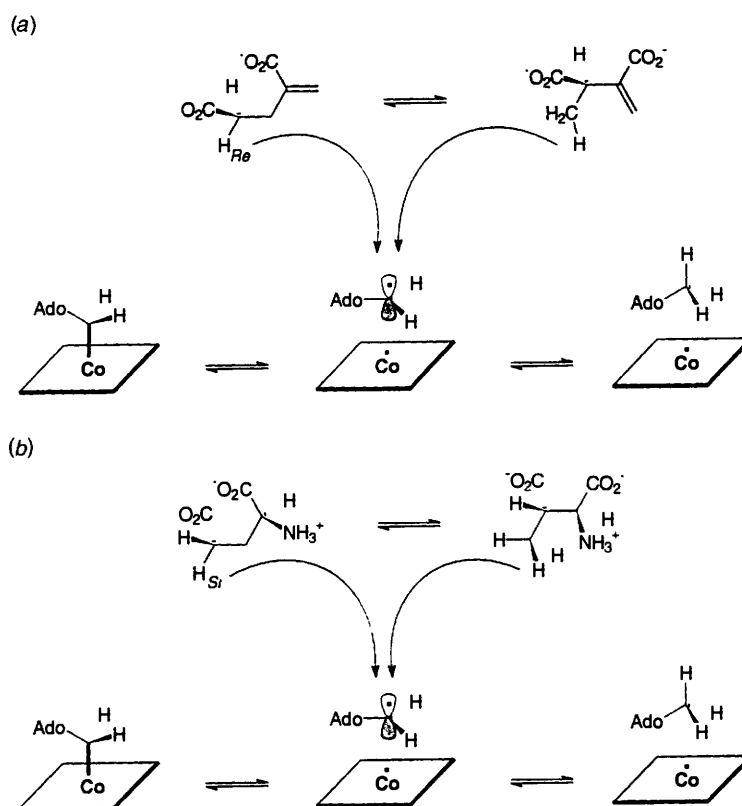 (a)
⁻O₂C CO₂⁻
H H
⁻O₂C ⁻O₂C
H₂C
H_Re H
H H H
Ado H Ado H Ado H H
Co Co Co
(b)
⁻O₂C H ⁻O₂C CO₂⁻
O₂C H H
H NH₃⁺ H H NH₃⁺
H_Si H
H H H
Ado H Ado H Ado H H
Co Co Co